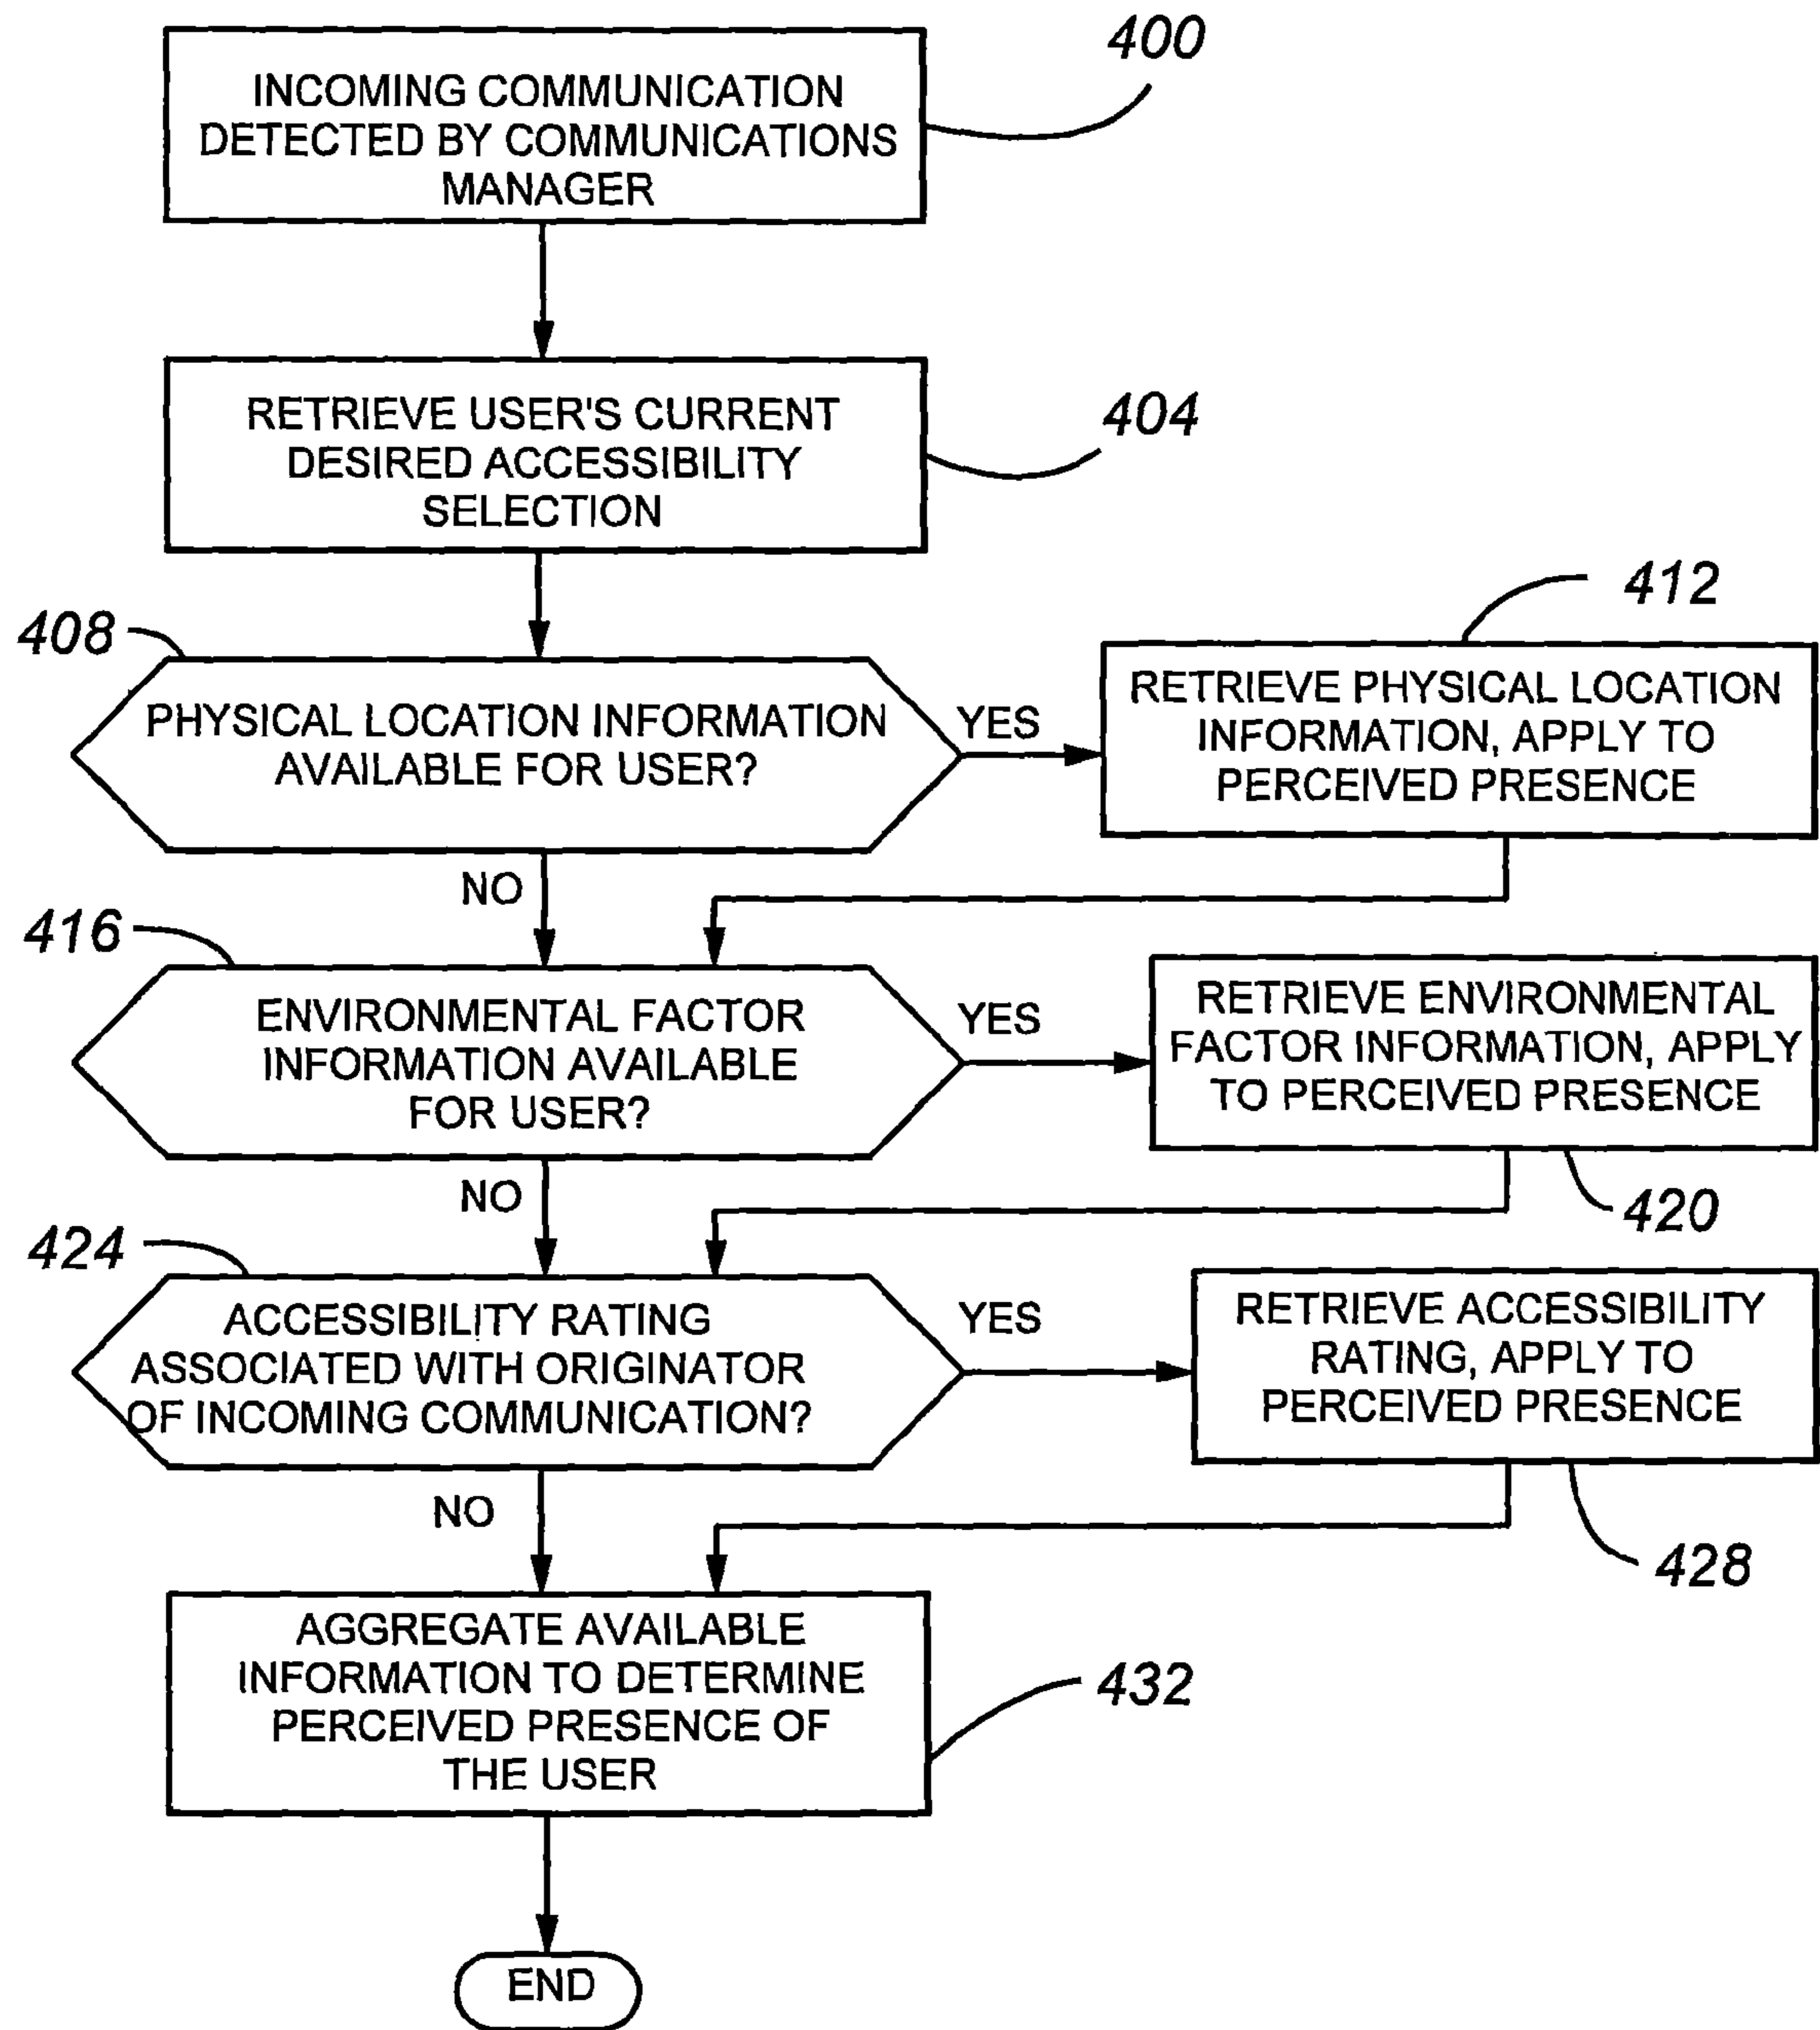 400
INCOMING COMMUNICATION
DETECTED BY COMMUNICATIONS
MANAGER
404
RETRIEVE USER'S CURRENT
DESIRED ACCESSIBILITY
SELECTION
408
PHYSICAL LOCATION INFORMATION
AVAILABLE FOR USER?
YES
412
RETRIEVE PHYSICAL LOCATION
INFORMATION, APPLY TO
PERCEIVED PRESENCE
NO
416
ENVIRONMENTAL FACTOR
INFORMATION AVAILABLE
FOR USER?
YES
RETRIEVE ENVIRONMENTAL
FACTOR INFORMATION, APPLY
TO PERCEIVED PRESENCE
420
NO
424
ACCESSIBILITY RATING
ASSOCIATED WITH ORIGINATOR
OF INCOMING COMMUNICATION?
YES
RETRIEVE ACCESSIBILITY
RATING, APPLY TO
PERCEIVED PRESENCE
428
NO
AGGREGATE AVAILABLE
INFORMATION TO DETERMINE
PERCEIVED PRESENCE OF
THE USER
432
END